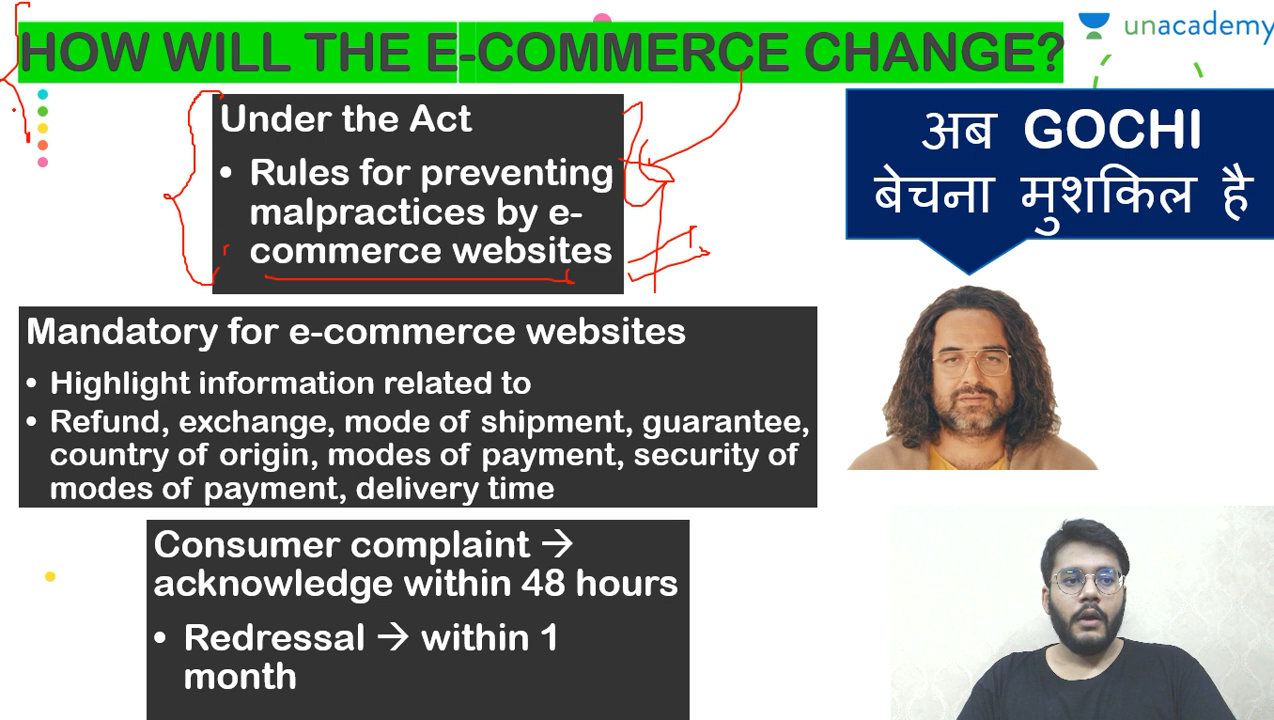 HOW WILL THE E-COMMERCE CHANGE?
unacademy
Under the Act
• Rules for preventing
malpractices by e-
commerce websites
अब GOCHI
बेचना मुशकिल है
Mandatory for e-commerce websites
• Highlight information related to
• Refund, exchange, mode of shipment, guarantee,
country of origin, modes of payment, security of
modes of payment, delivery time
Consumer complaint →
acknowledge within 48 hours
• Redressal → within 1
month